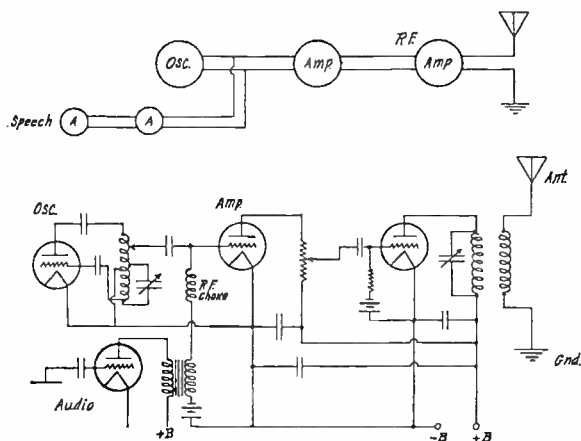 Osc.
Amp.
R.F.
Amp
Speech
A
A
Osc.
Amp.
Ant.
R.F.
Choke
Audio
+B
-B
+B
Gnd.